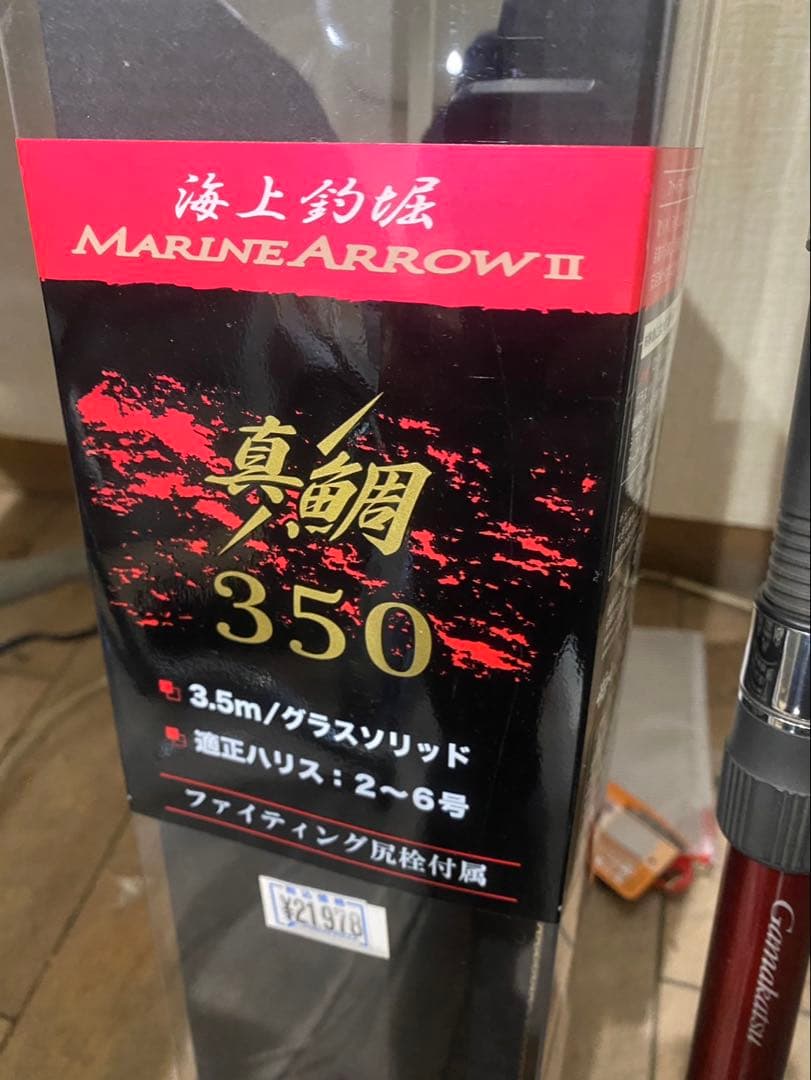 海上釣堀
MARINE ARROW II
真鯛
350
3.5m/グラスソリッド
適正ハリス：2～6号
ファイティング尻栓付属
¥21978
Gamakatsu